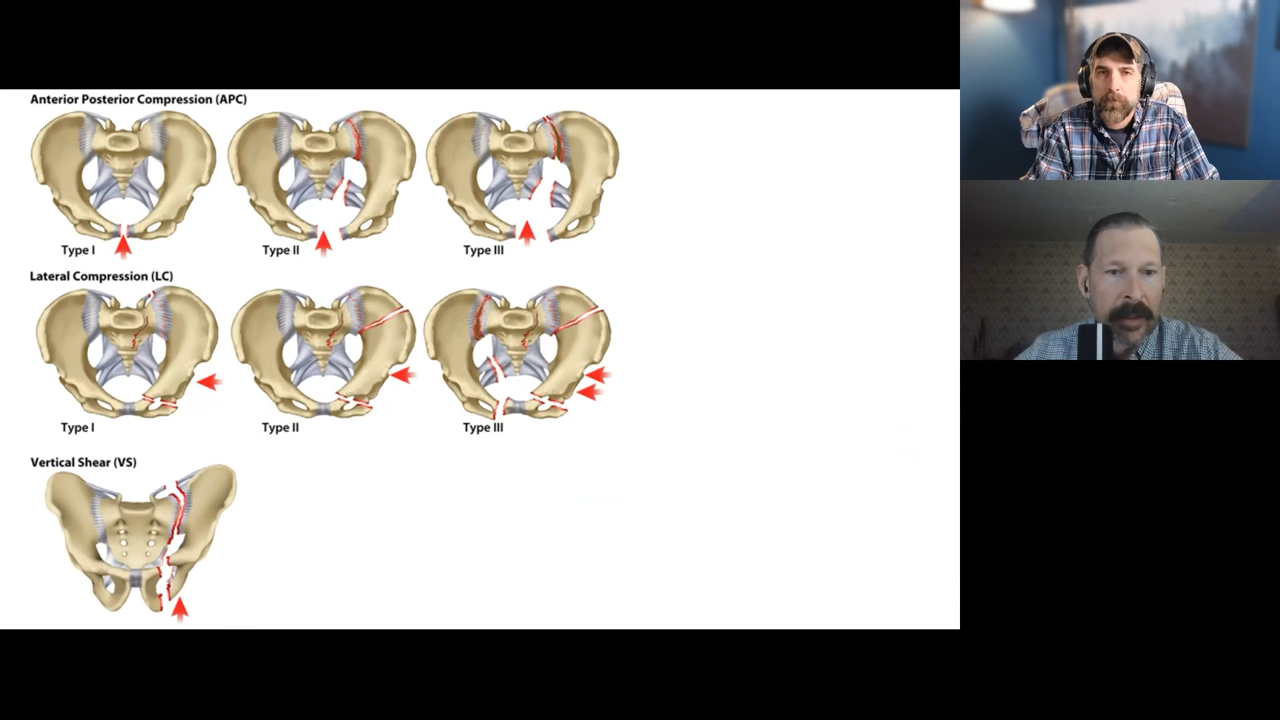 Anterior Posterior Compression (APC)
Type I
Type II
Type III
Lateral Compression (LC)
Type I
Type II
Type III
Vertical Shear (VS)